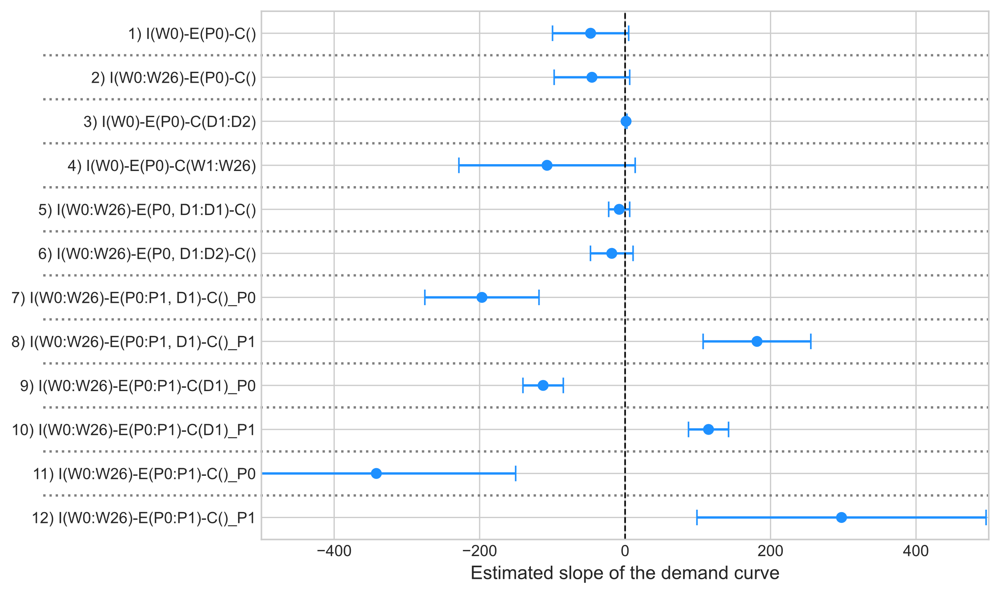 1) I(W0)-E(P0)-C()
2) I(W0:W26)-E(P0)-C()
3) I(W0)-E(P0)-C(D1:D2)
4) I(W0)-E(P0)-C(W1:W26)
5) I(W0:W26)-E(P0, D1:D1)-C()
6) I(W0:W26)-E(P0, D1:D2)-C()
7) I(W0:W26)-E(P0:P1, D1)-C()_P0
8) I(W0:W26)-E(P0:P1, D1)-C()_P1
9) I(W0:W26)-E(P0:P1)-C(D1)_P0
10) I(W0:W26)-E(P0:P1)-C(D1)_P1
11) I(W0:W26)-E(P0:P1)-C()_P0
12) I(W0:W26)-E(P0:P1)-C()_P1
−400 −200 0 200 400
Estimated slope of the demand curve